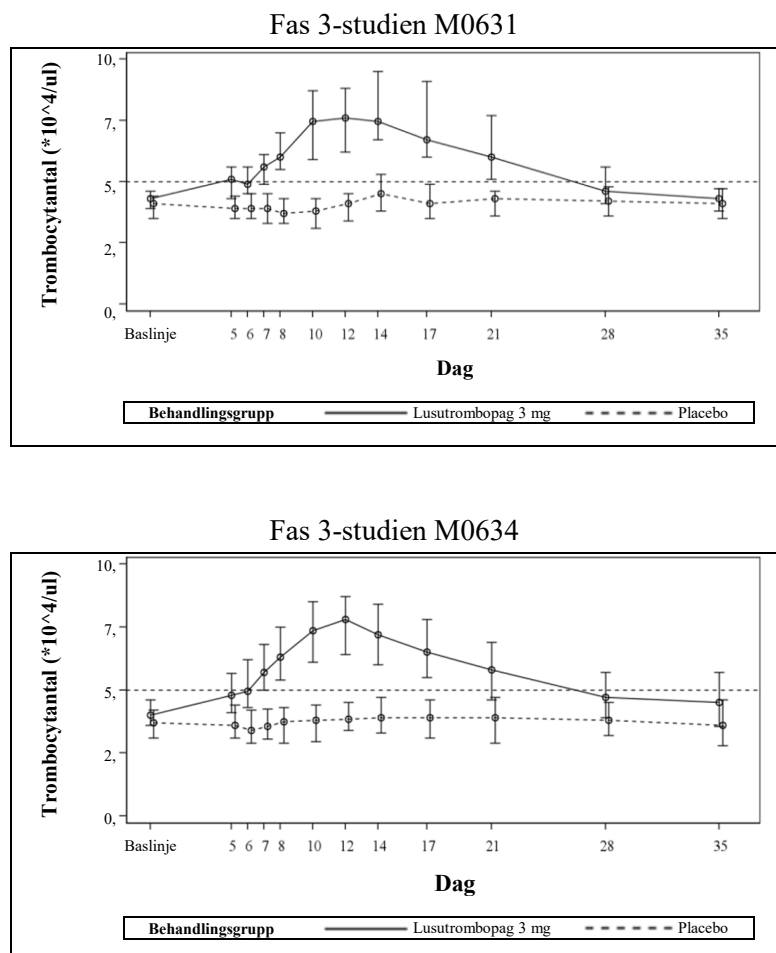 Fas 3-studien M0631
Trombocytantal (*10^4/ul)
10,
7,
5,
2,
0,
Baslinje 5 6 7 8 10 12 14 17 21 28 35
Dag
Behandlingsgrupp Lusutrombopag 3 mg Placebo
Fas 3-studien M0634
Trombocytantal (*10^4/ul)
10,
7,
5,
2,
0,
Baslinje 5 6 7 8 10 12 14 17 21 28 35
Dag
Behandlingsgrupp Lusutrombopag 3 mg Placebo